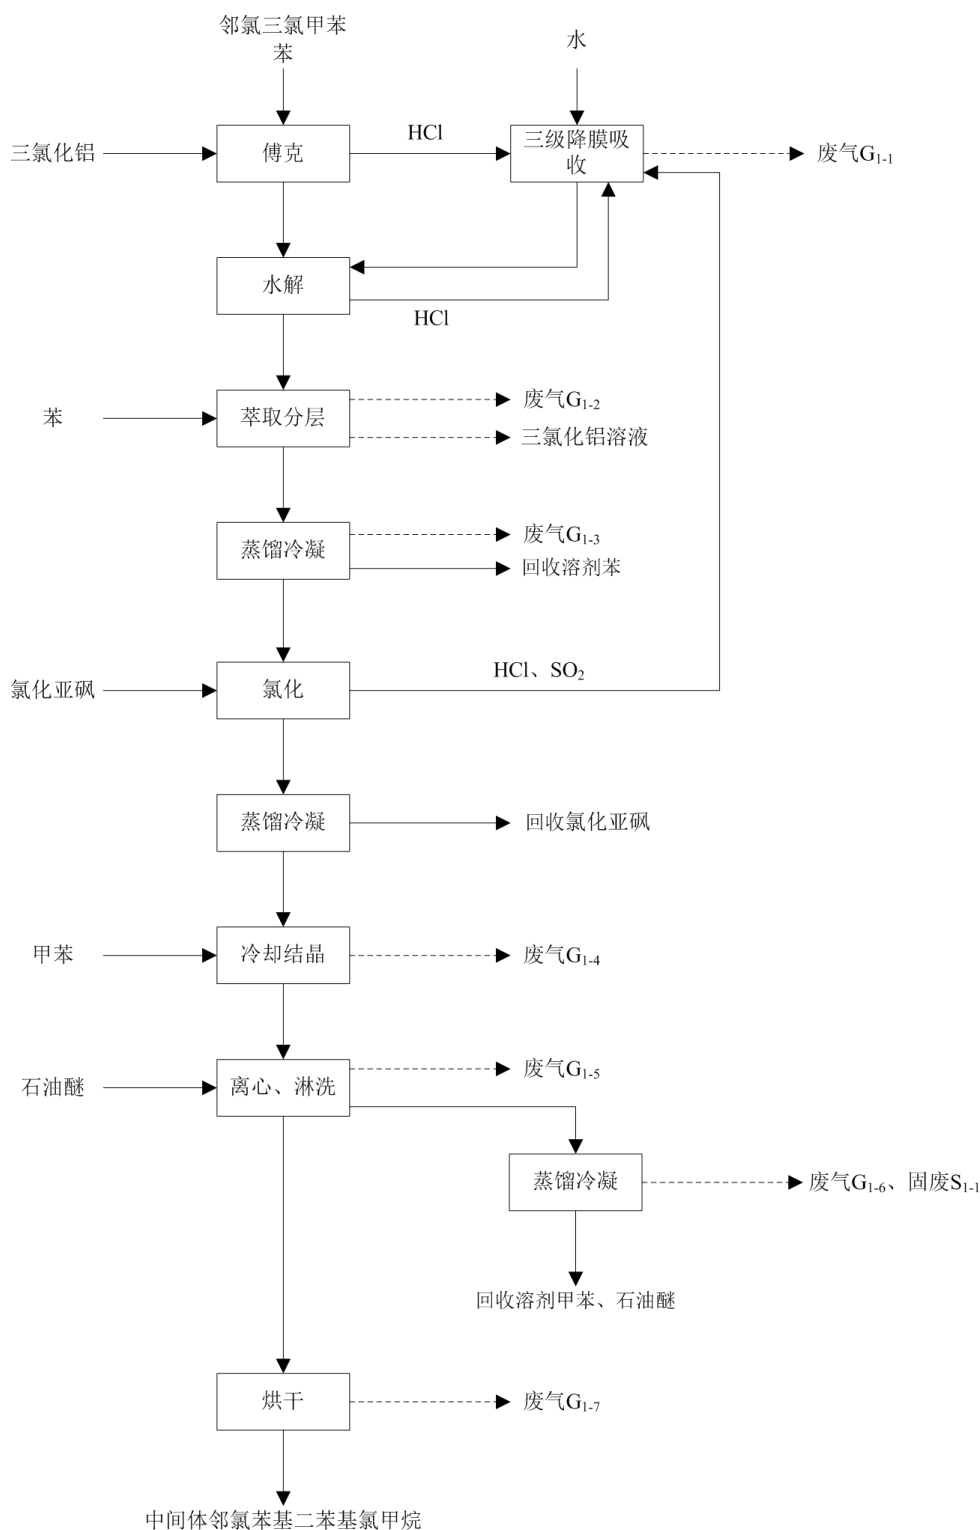 邻氯三氯甲苯
苯
水
三氯化铝
傅克
HCl
三级降膜吸
收
废气G₁₋₁
水解
HCl
苯
萃取分层
废气G₁₋₂
三氯化铝溶液
蒸馏冷凝
废气G₁₋₃
回收溶剂苯
氯化亚砜
氯化
HCl、SO₂
蒸馏冷凝
回收氯化亚砜
甲苯
冷却结晶
废气G₁₋₄
石油醚
离心、淋洗
废气G₁₋₅
蒸馏冷凝
废气G₁₋₆、固废S₁₋₁
回收溶剂甲苯、石油醚
烘干
废气G₁₋₇
中间体邻氯苯基二苯基氯甲烷